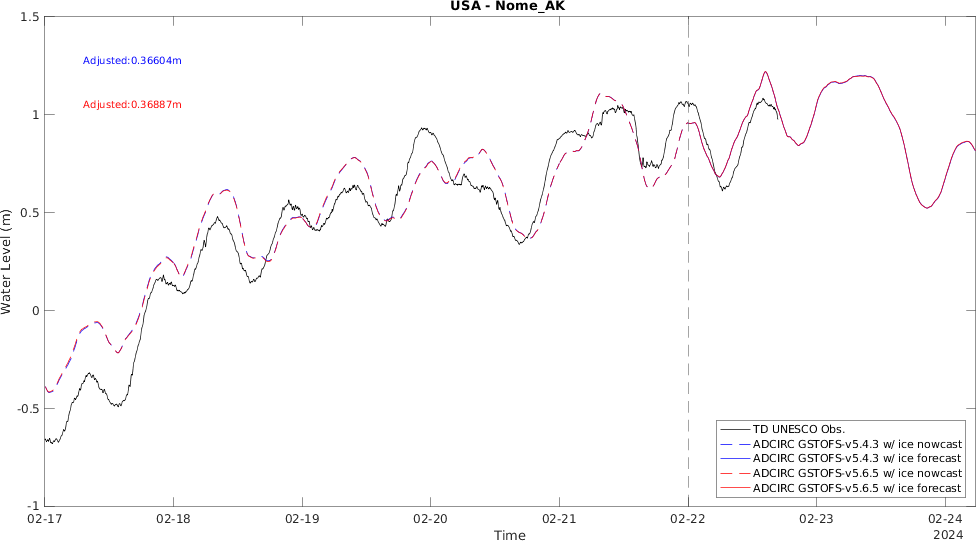 USA - Nome_AK
1.5
Adjusted:0.36604m
Adjusted:0.36887m
1
0.5
0
-0.5
-1
Water Level (m)
TD UNESCO Obs.
ADCIRC GSTOFS-v5.4.3 w/ ice nowcast
ADCIRC GSTOFS-v5.4.3 w/ ice forecast
ADCIRC GSTOFS-v5.6.5 w/ ice nowcast
ADCIRC GSTOFS-v5.6.5 w/ ice forecast
02-17 02-18 02-19 02-20 02-21 02-22 02-23 02-24
Time
2024